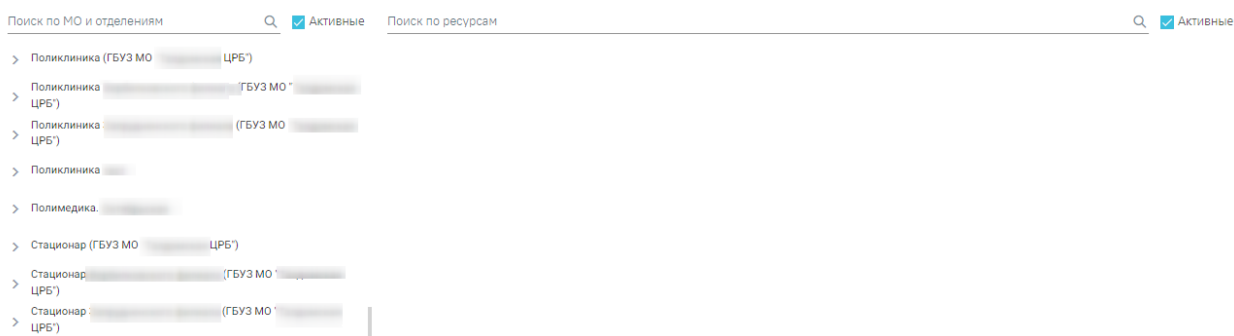 Поиск по МО и отделениям
Активные
Поиск по ресурсам
Активные
Поликлиника (ГБУЗ МО ЦРБ")
Поликлиника (ГБУЗ МО "
ЦРБ")
Поликлиника (ГБУЗ МО
ЦРБ")
Поликлиника
Полимедика.
Стационар (ГБУЗ МО ЦРБ")
Стационар (ГБУЗ МО "
ЦРБ")
Стационар (ГБУЗ МО "
ЦРБ")